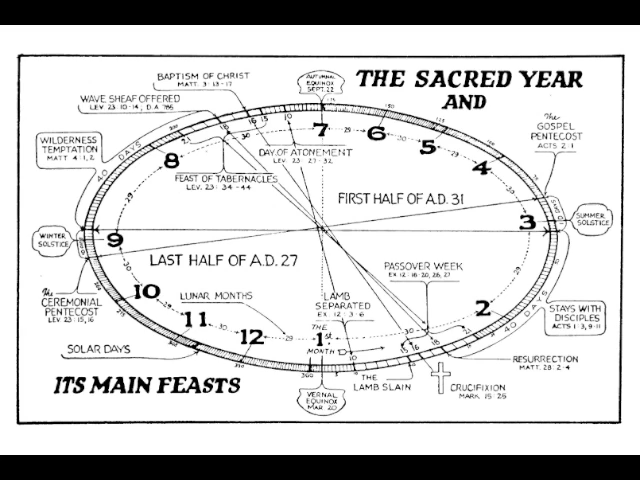 THE SACRED YEAR
AND
ITS MAIN FEASTS
AUTUMNAL
EQUINOX
SEPT. 22
BAPTISM OF CHRIST
MATT. 3:13-17
WAVE SHEAF OFFERED
LEV. 23:10-14, D.A. 785
WILDERNESS
TEMPTATION
MATT 4:1,2
40 DAYS
FEAST OF TABERNACLES
LEV. 23:34-44
DAY OF ATONEMENT
LEV. 23:27-32
The
GOSPEL
PENTECOST
ACTS 2:1
SUMMER
SOLSTICE
WINTER
SOLSTICE
FIRST HALF OF A.D. 31
LAST HALF OF A.D. 27
The
CEREMONIAL
PENTECOST
LEV. 23:15,16
LUNAR MONTHS
SOLAR DAYS
LAMB
SEPARATED
EX. 12:3-6
PASSOVER WEEK
EX. 12:18, 20, 26, 27
STAYS WITH
DISCIPLES
ACTS 1:3, 9-11
40 DAYS
RESURRECTION
MATT. 28:2-4
CRUCIFIXION
MARK 15:25
THE
LAMB SLAIN
VERNAL
EQUINOX
MAR 20
THE
1st
MONTH
2
3
4
5
6
7
8
9
10
11
12